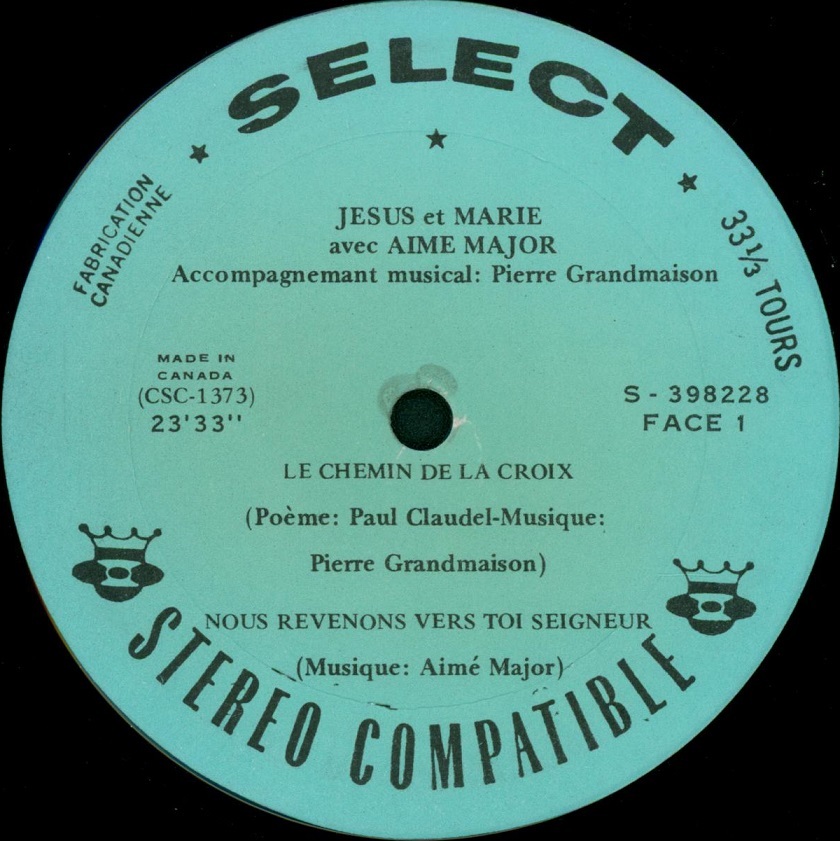 SELECT
FABRICATION
CANADIENNE
33 1/3 TOURS
JESUS et MARIE
avec AIME MAJOR
Accompagnemant musical: Pierre Grandmaison
MADE IN
CANADA
(CSC-1373)
23'33''
S - 398228
FACE 1
LE CHEMIN DE LA CROIX
(Poème: Paul Claudel-Musique:
Pierre Grandmaison)
NOUS REVENONS VERS TOI SEIGNEUR
(Musique: Aimé Major)
STEREO COMPATIBLE